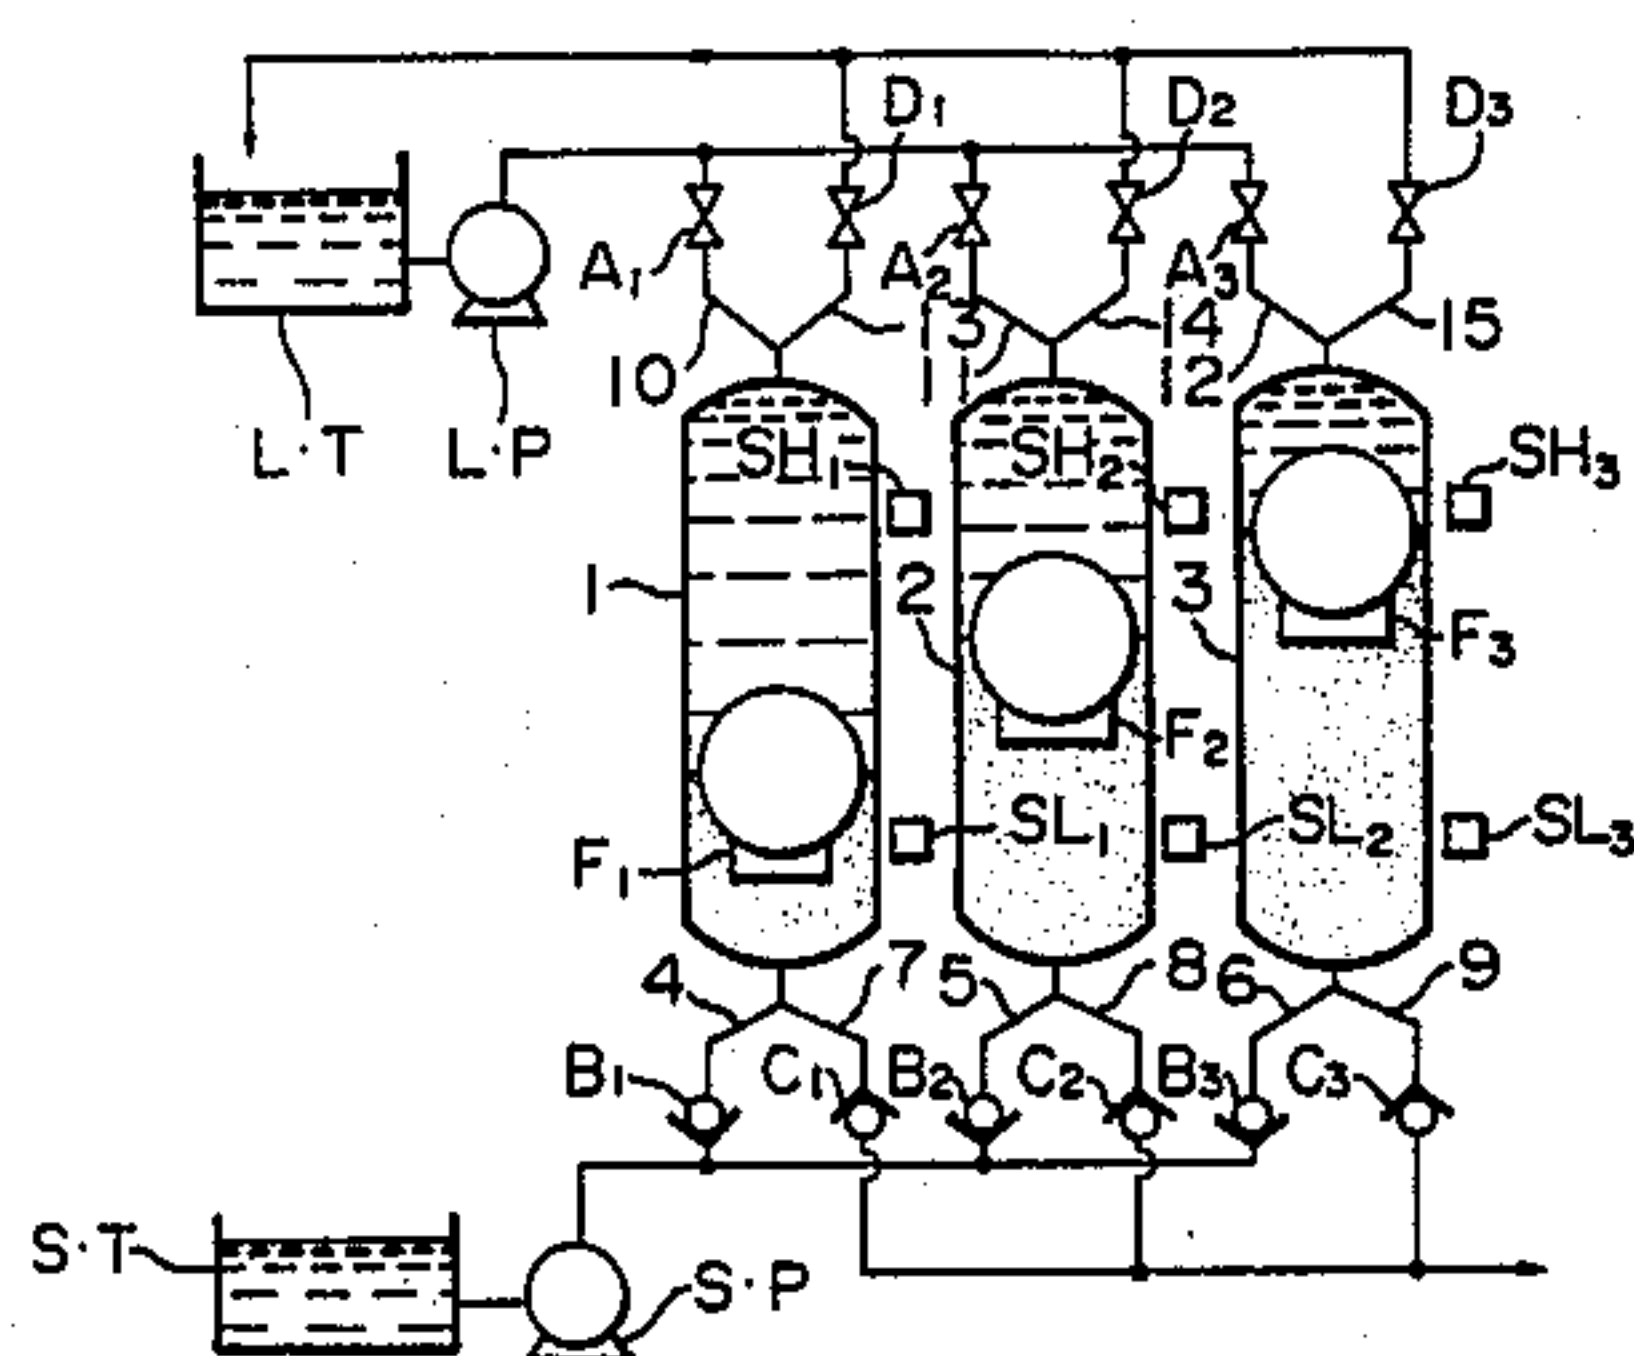 D1 D2 D3
A1 A2 A3
10 13 11 14 12 15
L·T L·P SH1 SH2 SH3
1 2 3
F1 F2 F3
SL1 SL2 SL3
4 7 5 8 6 9
B1 C1 B2 C2 B3 C3
S·T S·P